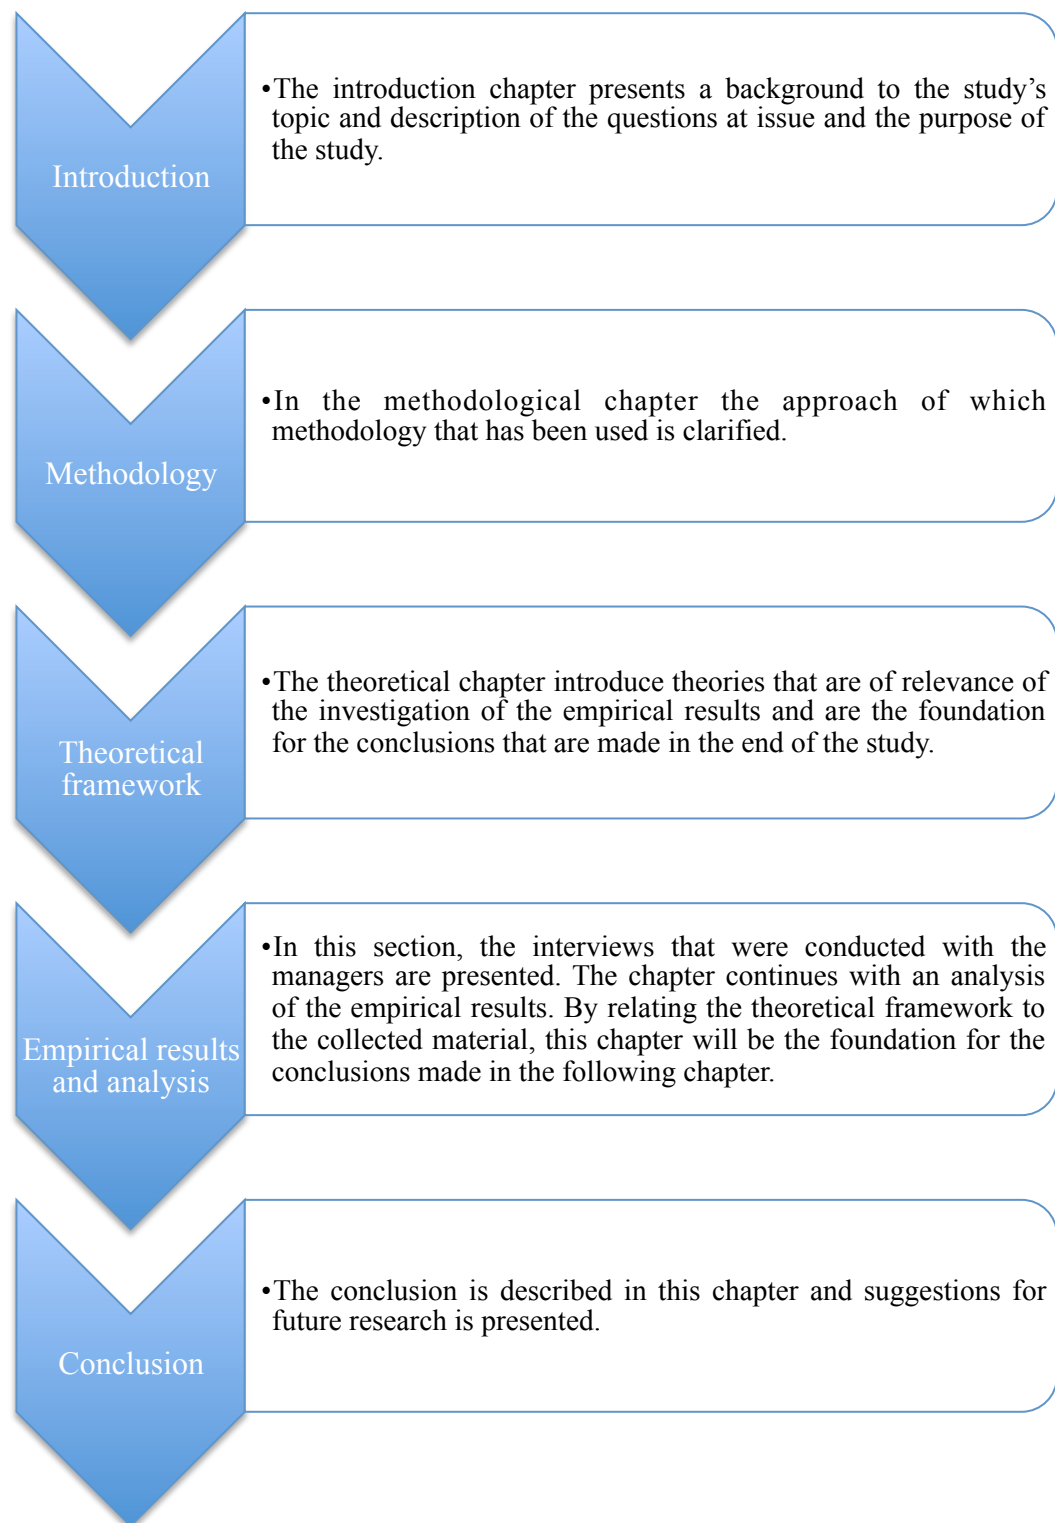 Introduction
•The introduction chapter presents a background to the study’s
topic and description of the questions at issue and the purpose of
the study.
Methodology
•In the methodological chapter the approach of which
methodology that has been used is clarified.
Theoretical
framework
•The theoretical chapter introduce theories that are of relevance of
the investigation of the empirical results and are the foundation
for the conclusions that are made in the end of the study.
Empirical results
and analysis
•In this section, the interviews that were conducted with the
managers are presented. The chapter continues with an analysis
of the empirical results. By relating the theoretical framework to
the collected material, this chapter will be the foundation for the
conclusions made in the following chapter.
Conclusion
•The conclusion is described in this chapter and suggestions for
future research is presented.